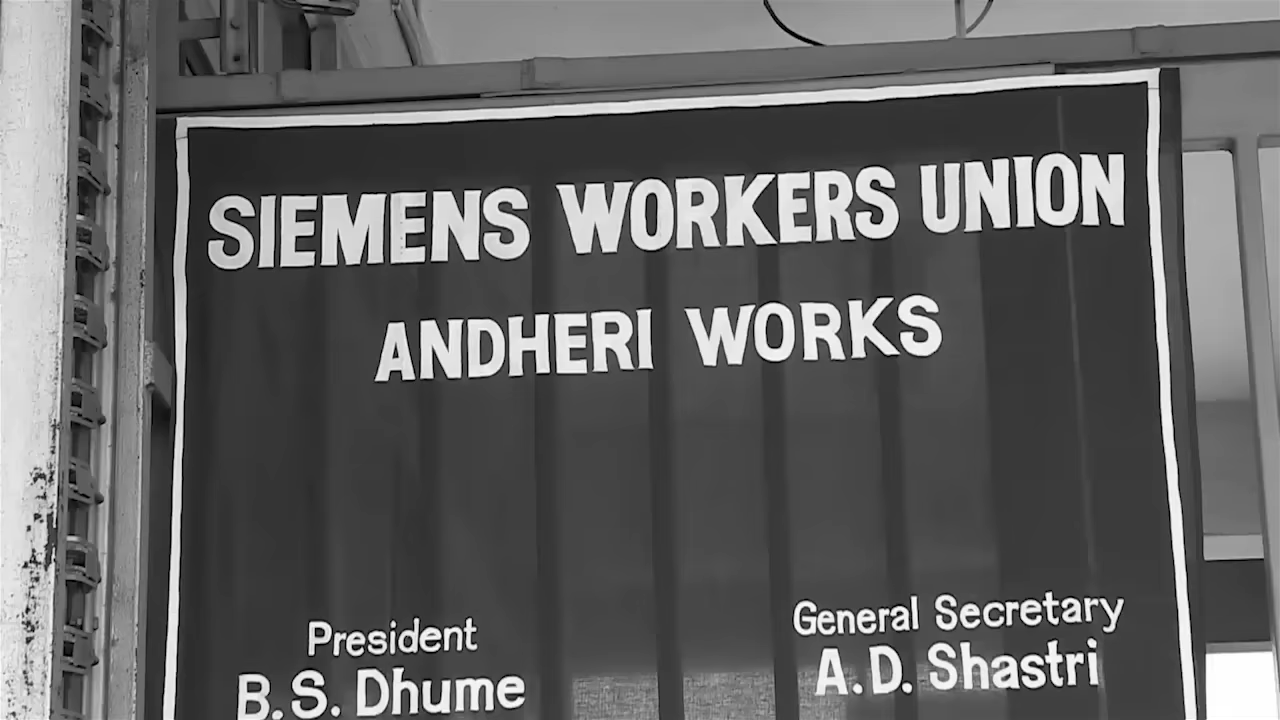 SIEMENS WORKERS UNION
ANDHERI WORKS
President
B.S. Dhume
General Secretary
A.D. Shastri